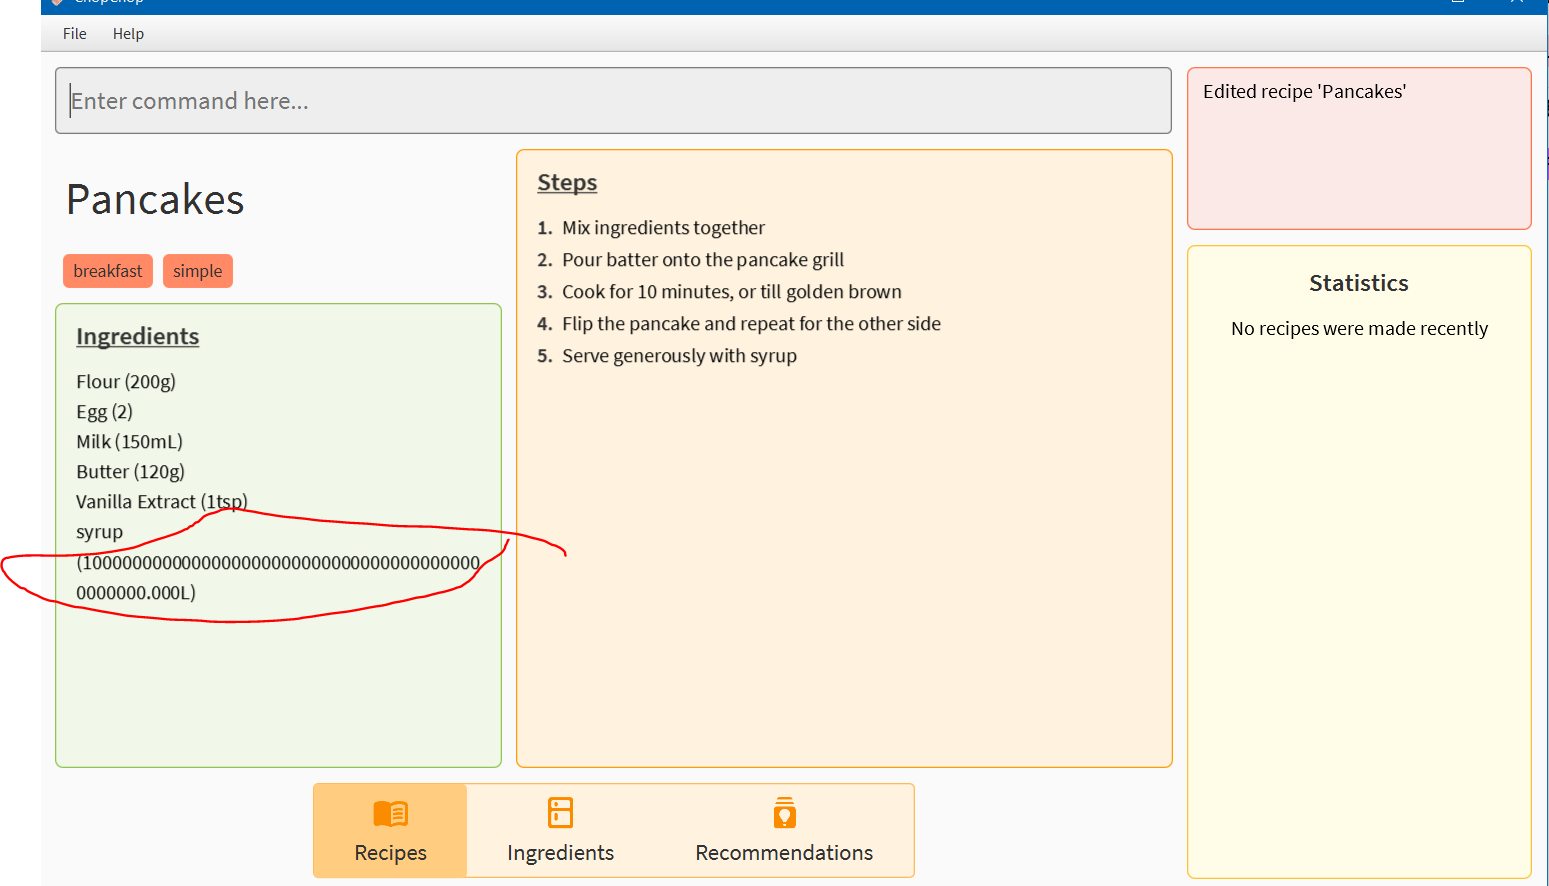 File Help
Enter command here...
Edited recipe 'Pancakes'
Pancakes
breakfast simple
Ingredients
Flour (200g)
Egg (2)
Milk (150mL)
Butter (120g)
Vanilla Extract (1tsp)
syrup
(1000000000000000000000000000000000000000
0000000.000L)
Steps
1. Mix ingredients together
2. Pour batter onto the pancake grill
3. Cook for 10 minutes, or till golden brown
4. Flip the pancake and repeat for the other side
5. Serve generously with syrup
Statistics
No recipes were made recently
Recipes Ingredients Recommendations